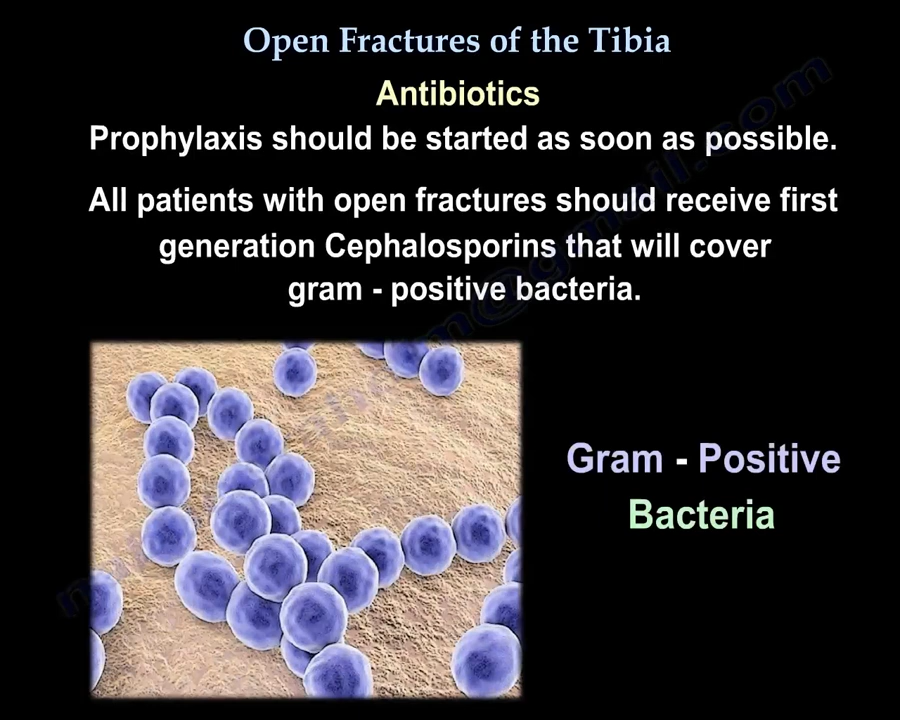 Open Fractures of the Tibia
Antibiotics
Prophylaxis should be started as soon as possible.
All patients with open fractures should receive first
generation Cephalosporins that will cover
gram - positive bacteria.
Gram - Positive
Bacteria